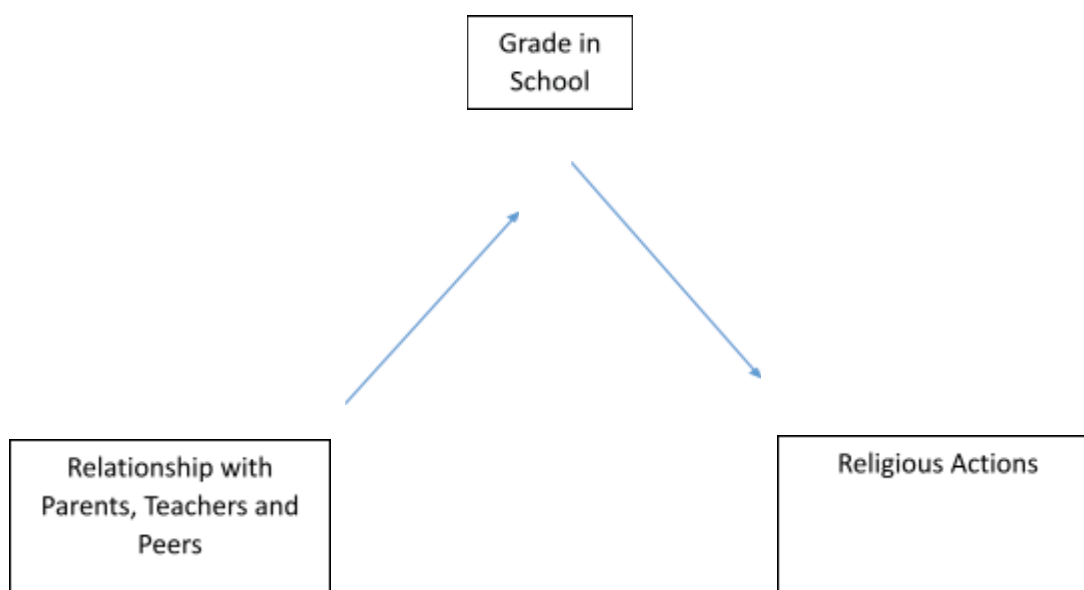 Grade in
School
Relationship with
Parents, Teachers and
Peers
Religious Actions